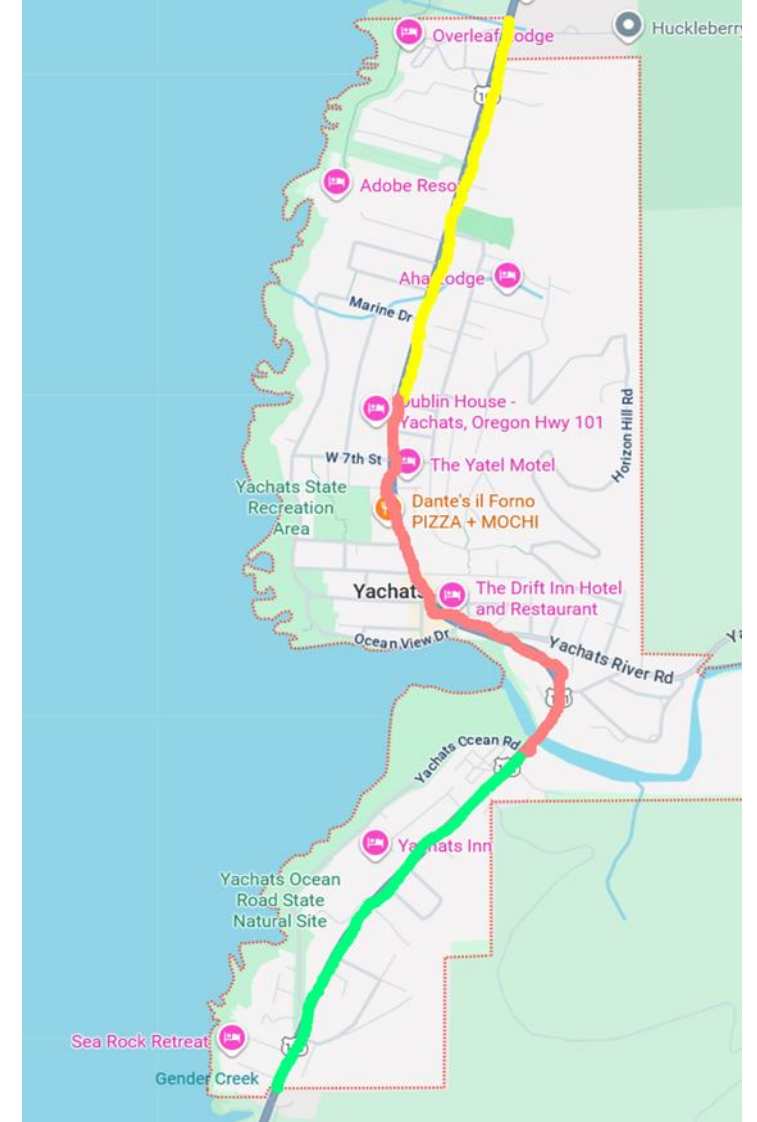 Overleaf Lodge
Huckleberry
Adobe Reso
Aha Lodge
Marine Dr
Dublin House -
Yachats, Oregon Hwy 101
Horizon Hill Rd
W 7th St
The Yatel Motel
Yachats State
Recreation
Area
Dante's il Forno
PIZZA + MOCHI
Yachats
The Drift Inn Hotel
and Restaurant
Ocean View Dr
Yachats River Rd
Yachats Ocean Rd
Yachats Inn
Yachats Ocean
Road State
Natural Site
Sea Rock Retreat
Gender Creek